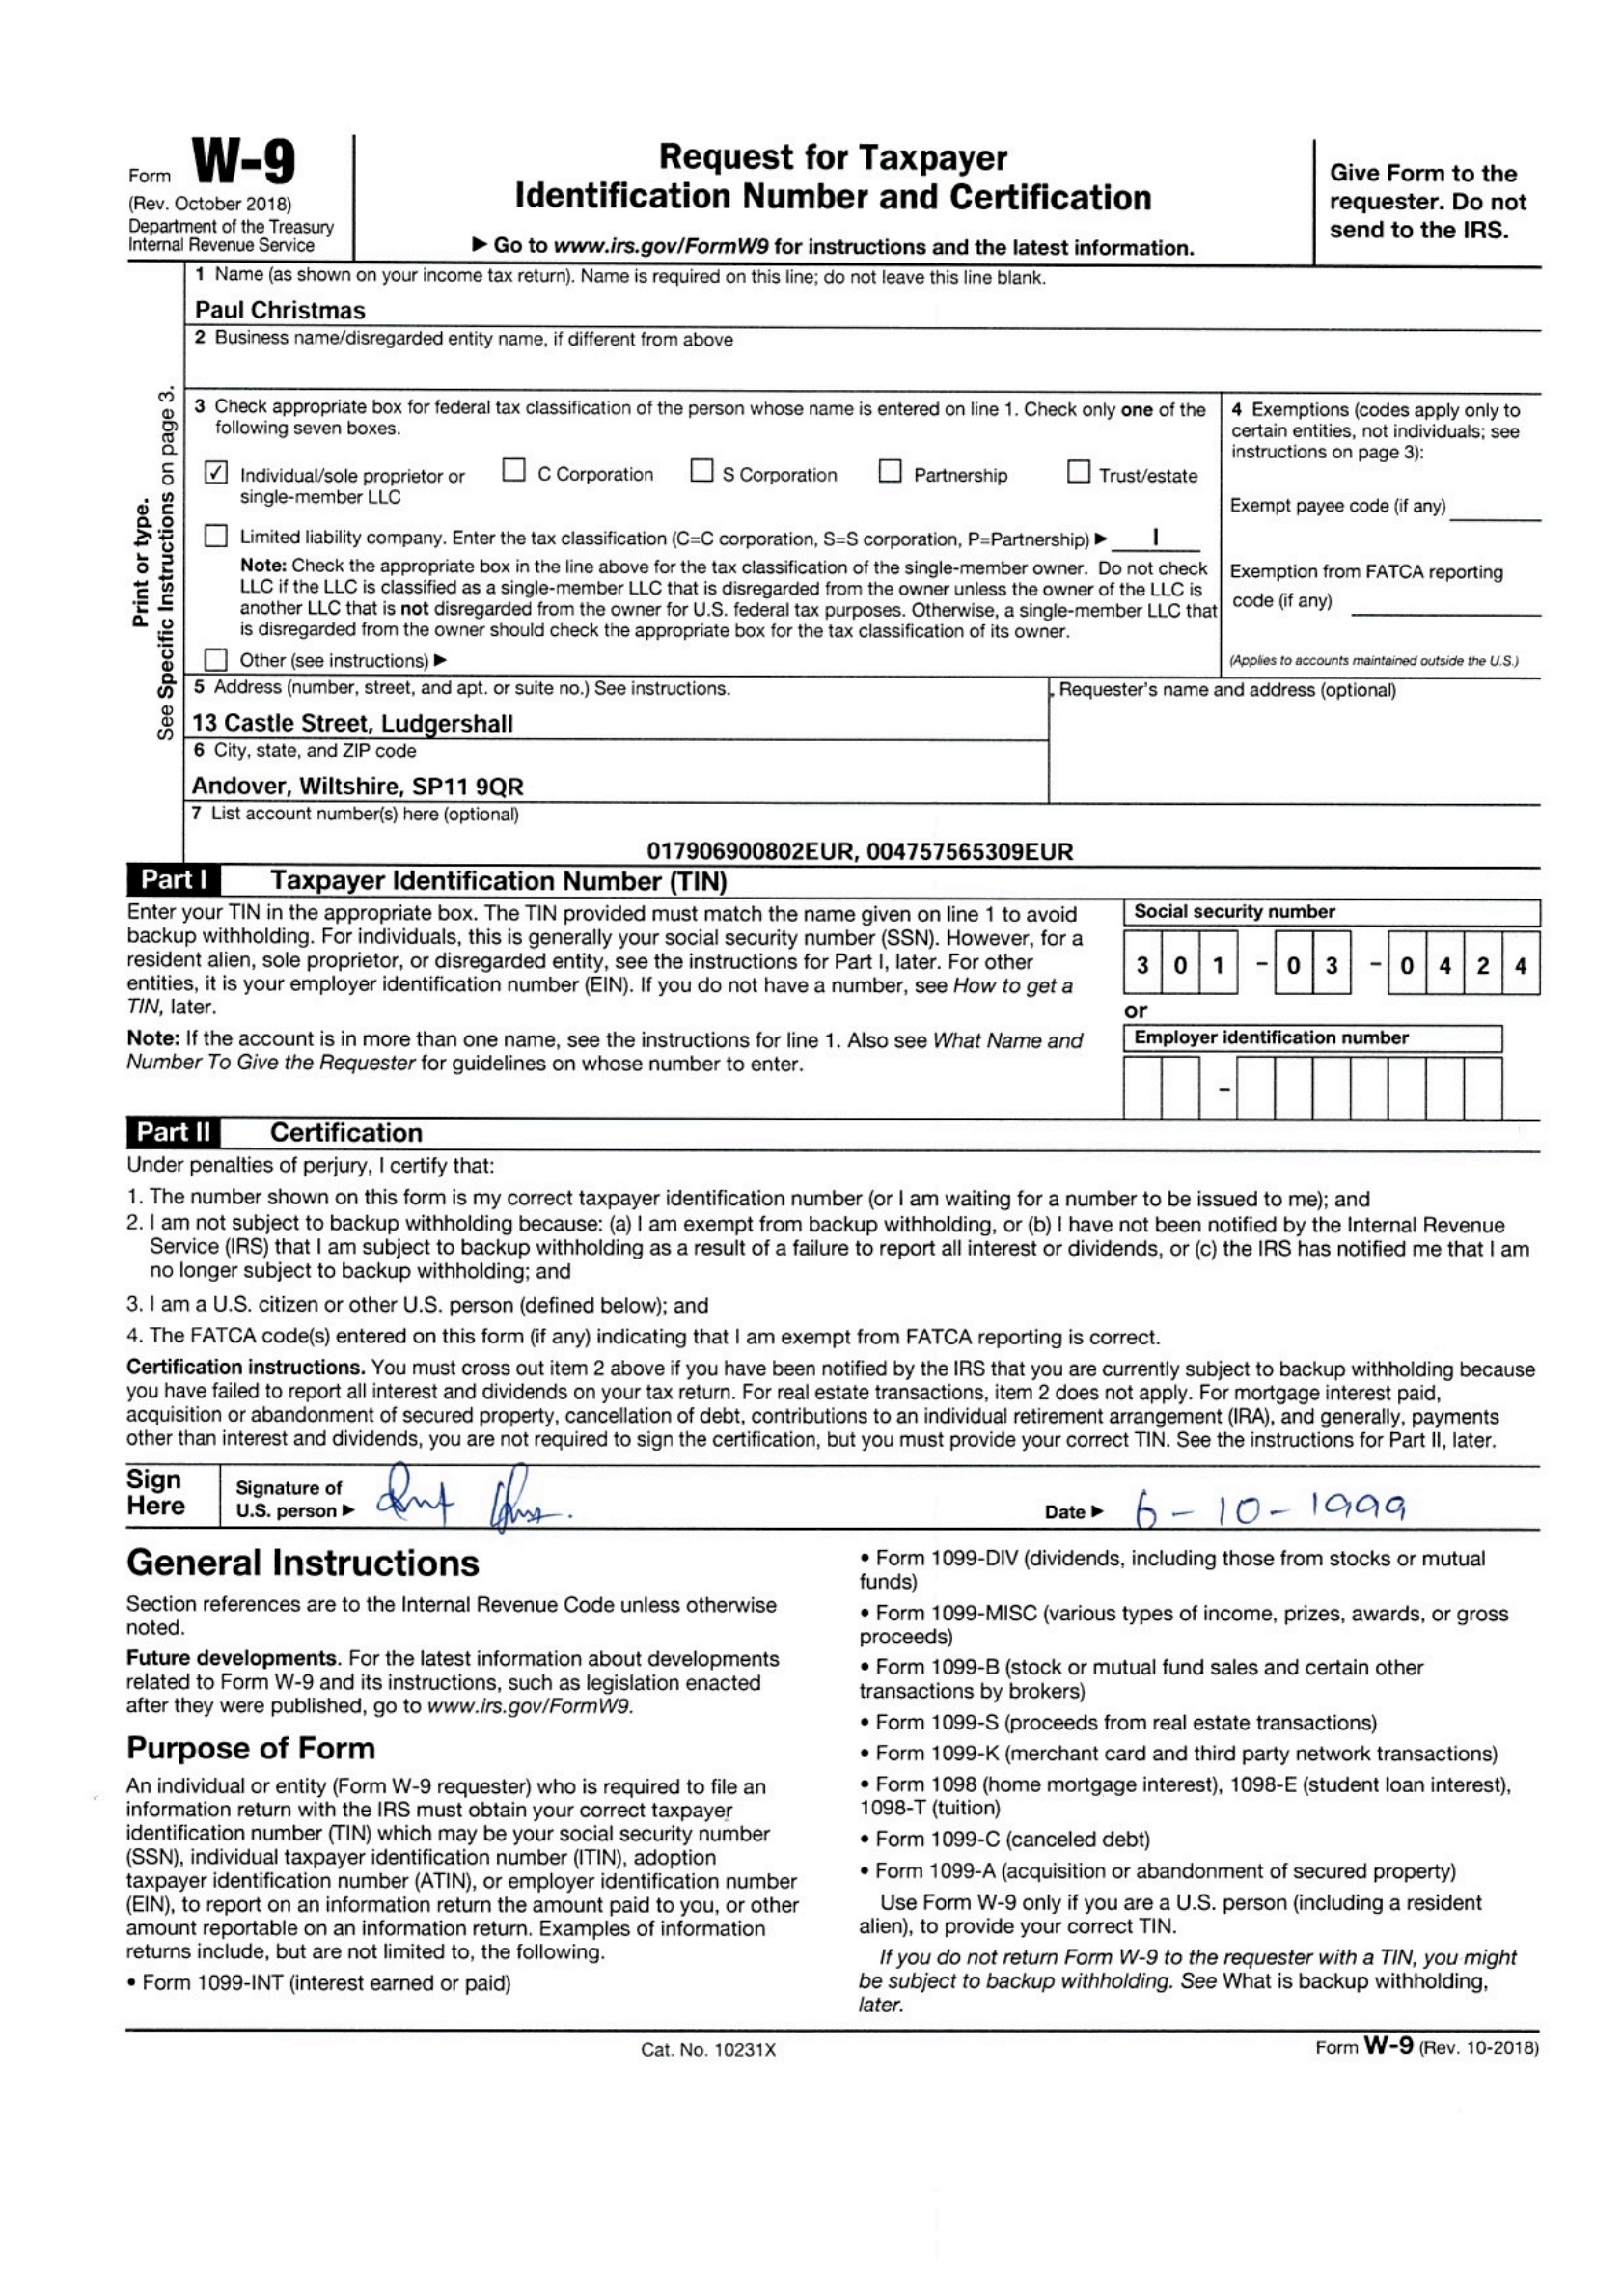 Form W-9
(Rev. October 2018)
Department of the Treasury
Internal Revenue Service
Request for Taxpayer
Identification Number and Certification
▶ Go to www.irs.gov/FormW9 for instructions and the latest information.
Give Form to the
requester. Do not
send to the IRS.
Print or type.
See Specific Instructions on page 3.
1 Name (as shown on your income tax return). Name is required on this line; do not leave this line blank.
Paul Christmas
2 Business name/disregarded entity name, if different from above
3 Check appropriate box for federal tax classification of the person whose name is entered on line 1. Check only one of the
following seven boxes.
✓ Individual/sole proprietor or
single-member LLC
C Corporation
S Corporation
Partnership
Trust/estate
Limited liability company. Enter the tax classification (C=C corporation, S=S corporation, P=Partnership) ▶ I
Note: Check the appropriate box in the line above for the tax classification of the single-member owner. Do not check
LLC if the LLC is classified as a single-member LLC that is disregarded from the owner unless the owner of the LLC is
another LLC that is not disregarded from the owner for U.S. federal tax purposes. Otherwise, a single-member LLC that
is disregarded from the owner should check the appropriate box for the tax classification of its owner.
Other (see instructions) ▶
4 Exemptions (codes apply only to
certain entities, not individuals; see
instructions on page 3):
Exempt payee code (if any)
Exemption from FATCA reporting
code (if any)
(Applies to accounts maintained outside the U.S.)
5 Address (number, street, and apt. or suite no.) See instructions.
13 Castle Street, Ludgershall
6 City, state, and ZIP code
Andover, Wiltshire, SP11 9QR
Requester's name and address (optional)
7 List account number(s) here (optional)
017906900802EUR, 004757565309EUR
Part I Taxpayer Identification Number (TIN)
Enter your TIN in the appropriate box. The TIN provided must match the name given on line 1 to avoid
backup withholding. For individuals, this is generally your social security number (SSN). However, for a
resident alien, sole proprietor, or disregarded entity, see the instructions for Part I, later. For other
entities, it is your employer identification number (EIN). If you do not have a number, see How to get a
TIN, later.
Note: If the account is in more than one name, see the instructions for line 1. Also see What Name and
Number To Give the Requester for guidelines on whose number to enter.
Social security number
3 0 1 - 0 3 - 0 4 2 4
or
Employer identification number
-
Part II Certification
Under penalties of perjury, I certify that:
1. The number shown on this form is my correct taxpayer identification number (or I am waiting for a number to be issued to me); and
2. I am not subject to backup withholding because: (a) I am exempt from backup withholding, or (b) I have not been notified by the Internal Revenue
Service (IRS) that I am subject to backup withholding as a result of a failure to report all interest or dividends, or (c) the IRS has notified me that I am
no longer subject to backup withholding; and
3. I am a U.S. citizen or other U.S. person (defined below); and
4. The FATCA code(s) entered on this form (if any) indicating that I am exempt from FATCA reporting is correct.
Certification instructions. You must cross out item 2 above if you have been notified by the IRS that you are currently subject to backup withholding because
you have failed to report all interest and dividends on your tax return. For real estate transactions, item 2 does not apply. For mortgage interest paid,
acquisition or abandonment of secured property, cancellation of debt, contributions to an individual retirement arrangement (IRA), and generally, payments
other than interest and dividends, you are not required to sign the certification, but you must provide your correct TIN. See the instructions for Part II, later.
Sign
Here
Signature of
U.S. person ▶
Date ▶ 6-10-1999
General Instructions
Section references are to the Internal Revenue Code unless otherwise
noted.
Future developments. For the latest information about developments
related to Form W-9 and its instructions, such as legislation enacted
after they were published, go to www.irs.gov/FormW9.
Purpose of Form
An individual or entity (Form W-9 requester) who is required to file an
information return with the IRS must obtain your correct taxpayer
identification number (TIN) which may be your social security number
(SSN), individual taxpayer identification number (ITIN), adoption
taxpayer identification number (ATIN), or employer identification number
(EIN), to report on an information return the amount paid to you, or other
amount reportable on an information return. Examples of information
returns include, but are not limited to, the following.
• Form 1099-INT (interest earned or paid)
• Form 1099-DIV (dividends, including those from stocks or mutual
funds)
• Form 1099-MISC (various types of income, prizes, awards, or gross
proceeds)
• Form 1099-B (stock or mutual fund sales and certain other
transactions by brokers)
• Form 1099-S (proceeds from real estate transactions)
• Form 1099-K (merchant card and third party network transactions)
• Form 1098 (home mortgage interest), 1098-E (student loan interest),
1098-T (tuition)
• Form 1099-C (canceled debt)
• Form 1099-A (acquisition or abandonment of secured property)
Use Form W-9 only if you are a U.S. person (including a resident
alien), to provide your correct TIN.
If you do not return Form W-9 to the requester with a TIN, you might
be subject to backup withholding. See What is backup withholding,
later.
Cat. No. 10231X
Form W-9 (Rev. 10-2018)